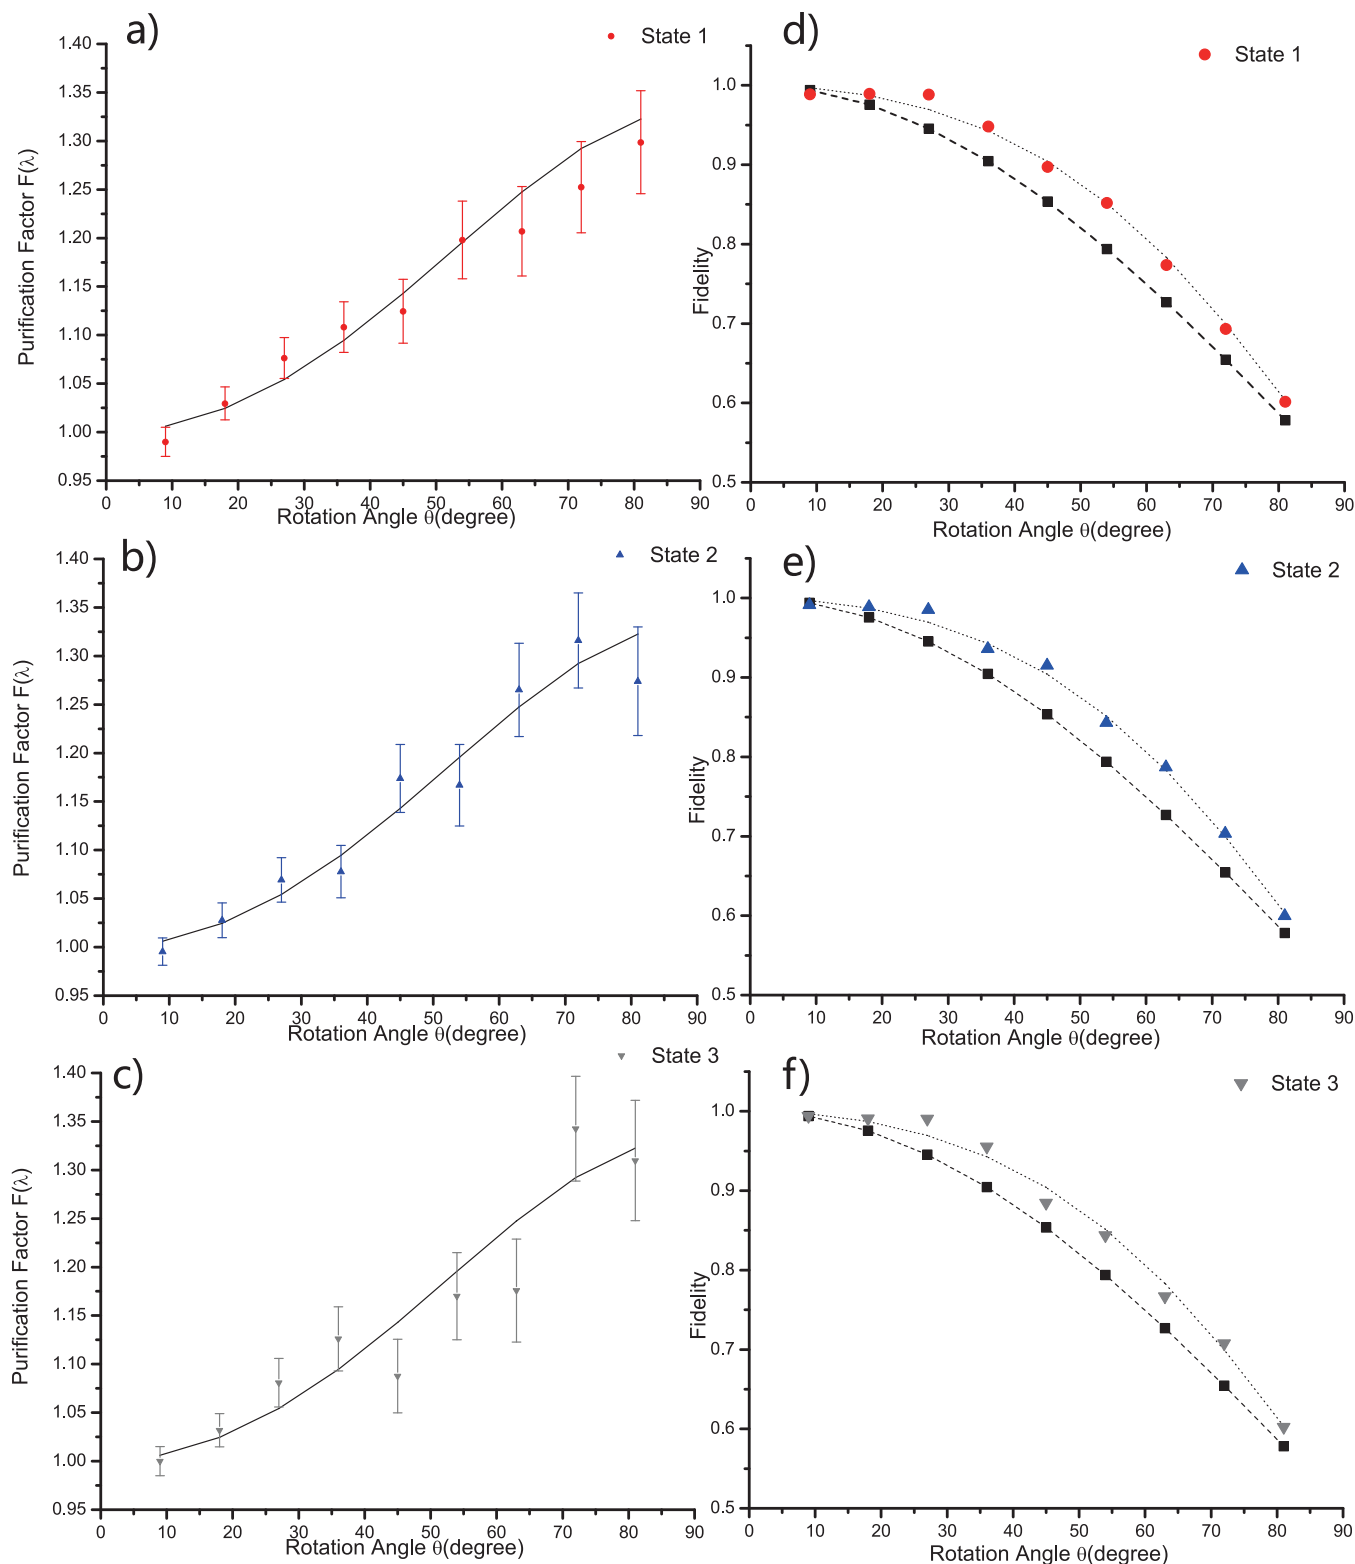 a)
State 1
1.40
1.35
1.30
1.25
1.20
1.15
1.10
1.05
1.00
0.95
Purification Factor F(λ)
0 10 20 30 40 50 60 70 80 90
Rotation Angle θ(degree)
d)
State 1
1.0
0.9
0.8
0.7
0.6
0.5
Fidelity
0 10 20 30 40 50 60 70 80 90
Rotation Angle θ(degree)
b)
State 2
1.40
1.35
1.30
1.25
1.20
1.15
1.10
1.05
1.00
0.95
Purification Factor F(λ)
0 10 20 30 40 50 60 70 80 90
Rotation Angle θ(degree)
e)
State 2
1.0
0.9
0.8
0.7
0.6
0.5
Fidelity
0 10 20 30 40 50 60 70 80 90
Rotation Angle θ(degree)
c)
State 3
1.40
1.35
1.30
1.25
1.20
1.15
1.10
1.05
1.00
0.95
Purification Factor F(λ)
0 10 20 30 40 50 60 70 80 90
Rotation Angle θ(degree)
f)
State 3
1.0
0.9
0.8
0.7
0.6
0.5
Fidelity
0 10 20 30 40 50 60 70 80 90
Rotation Angle θ(degree)